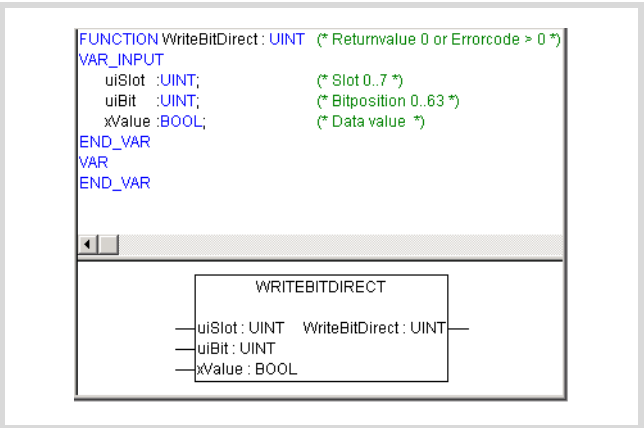 FUNCTION WriteBitDirect : UINT (* Returnvalue 0 or Errorcode > 0 *)
VAR_INPUT
uiSlot :UINT; (* Slot 0..7 *)
uiBit :UINT; (* Bitposition 0..63 *)
xValue :BOOL; (* Data value *)
END_VAR
VAR
END_VAR
WRITEBITDIRECT
uiSlot : UINT WriteBitDirect : UINT
uiBit : UINT
xValue : BOOL